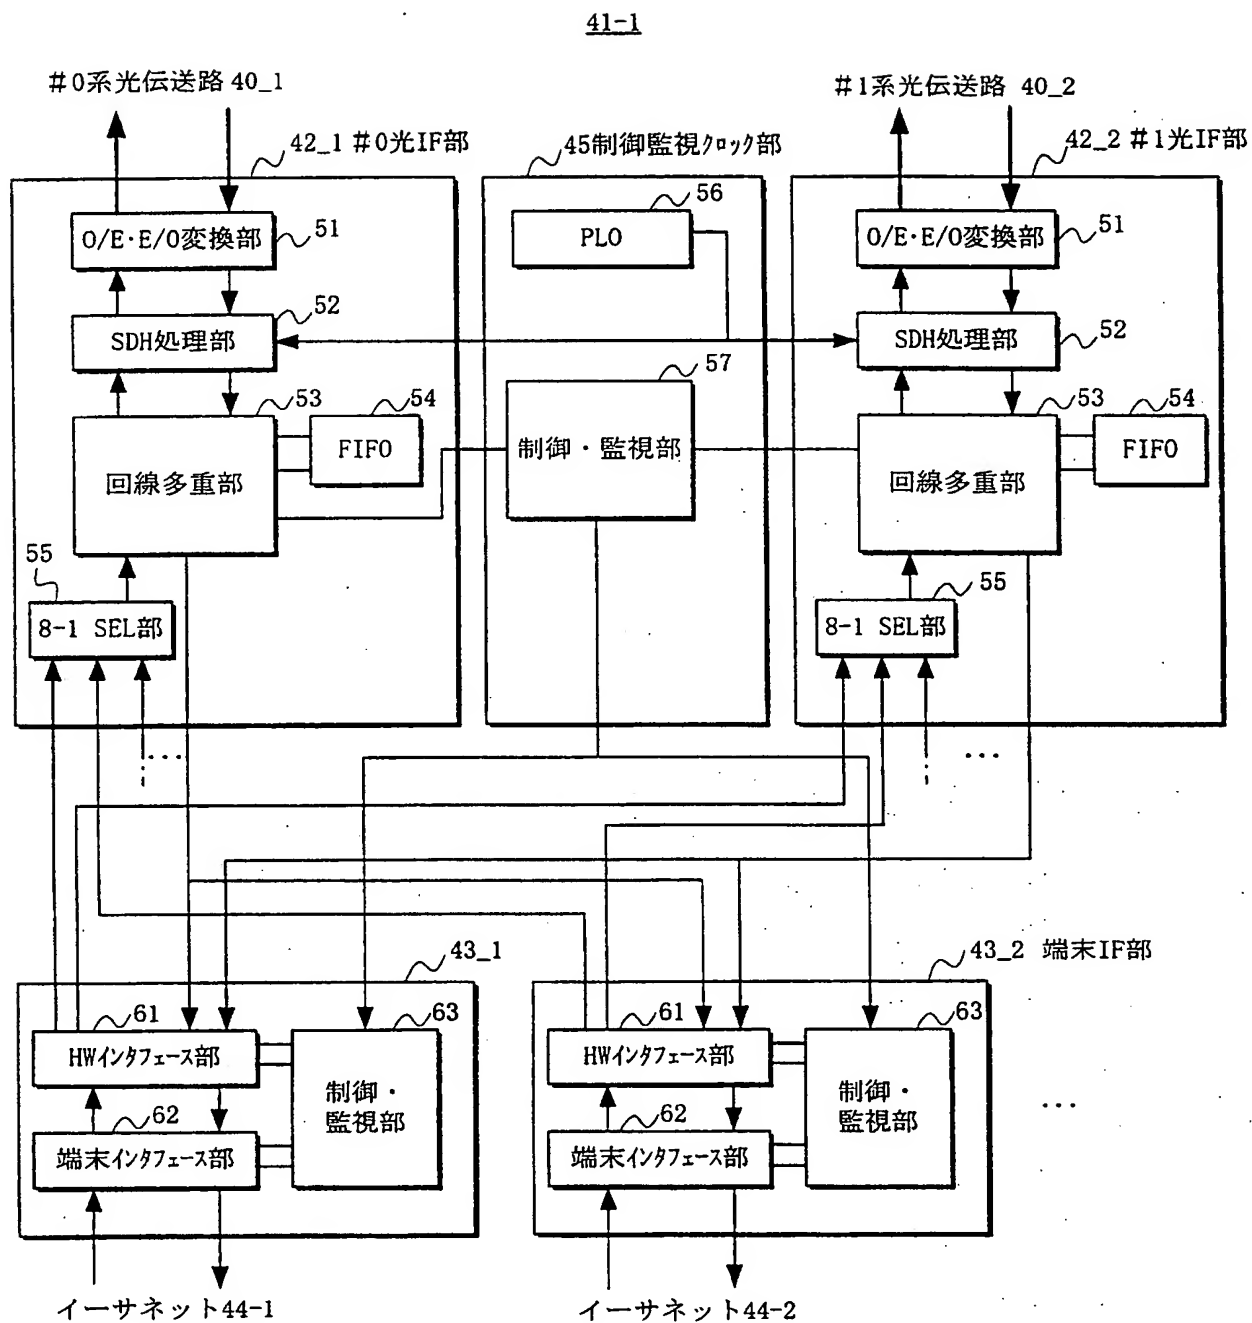 41-1
#0系光伝送路 40_1
#1系光伝送路 40_2
42_1 #0光IF部
45制御監視クロック部
42_2 #1光IF部
O/E・E/O変換部
51
PLO
56
O/E・E/O変換部
51
SDH処理部
52
SDH処理部
52
57
53
54
回線多重部
FIFO
制御・監視部
53
54
回線多重部
FIFO
55
8-1 SEL部
55
8-1 SEL部
...
...
43_1
43_2 端末IF部
61
HWインタフェース部
63
制御・
監視部
62
端末インタフェース部
61
HWインタフェース部
63
制御・
監視部
62
端末インタフェース部
...
イーサネット44-1
イーサネット44-2